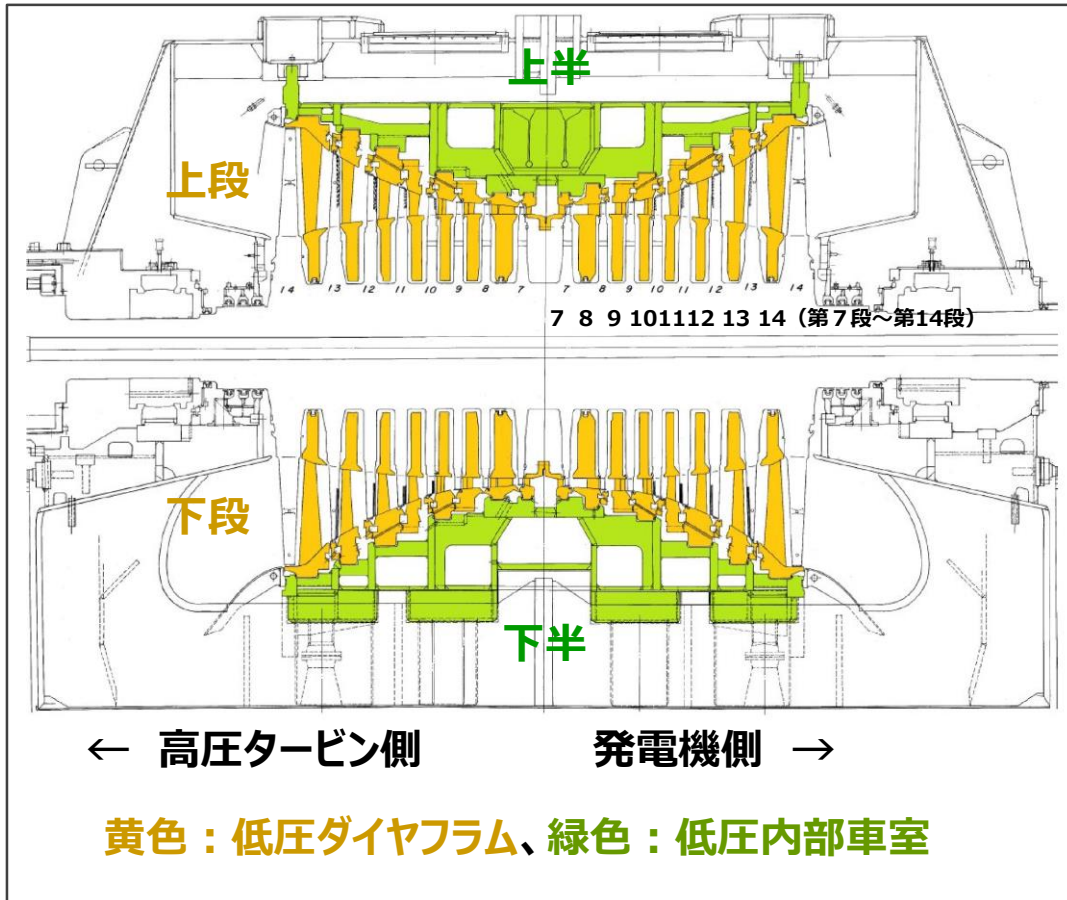 上半
上段
14 13 12 11 10 9 8 7 7 8 9 10 11 12 13 14
7 8 9 101112 13 14（第７段～第14段）
下段
下半
← 高圧タービン側 発電機側 →
黄色：低圧ダイヤフラム、緑色：低圧内部車室